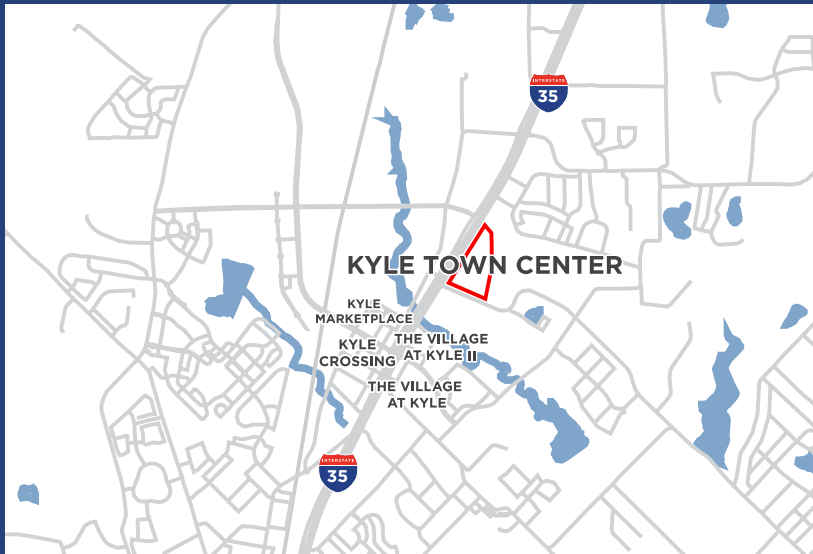 INTERSTATE
35
KYLE TOWN CENTER
KYLE
MARKETPLACE
KYLE
CROSSING
THE VILLAGE
AT KYLE II
THE VILLAGE
AT KYLE
INTERSTATE
35